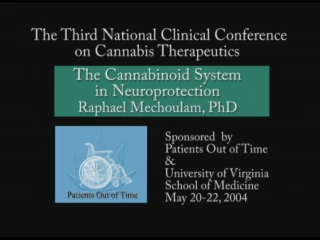 The Third National Clinical Conference
on Cannabis Therapeutics
The Cannabinoid System
in Neuroprotection
Raphael Mechoulam, PhD
Sponsored by
Patients Out of Time
&
University of Virginia
School of Medicine
May 20-22, 2004
Patients Out of Time